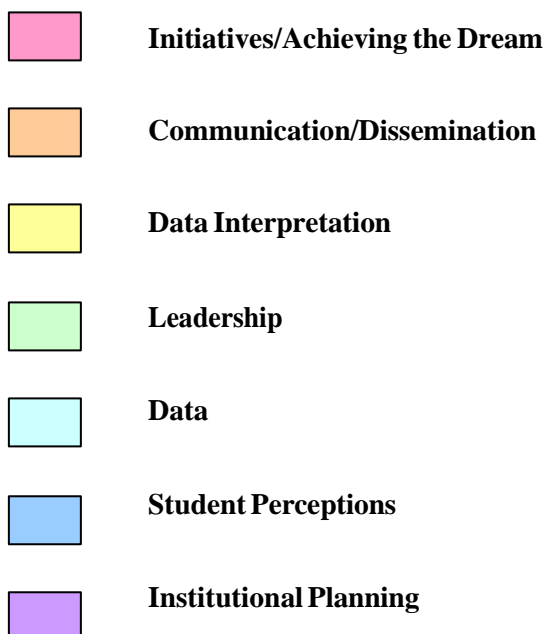 Initiatives/Achieving the Dream
Communication/Dissemination
Data Interpretation
Leadership
Data
Student Perceptions
Institutional Planning